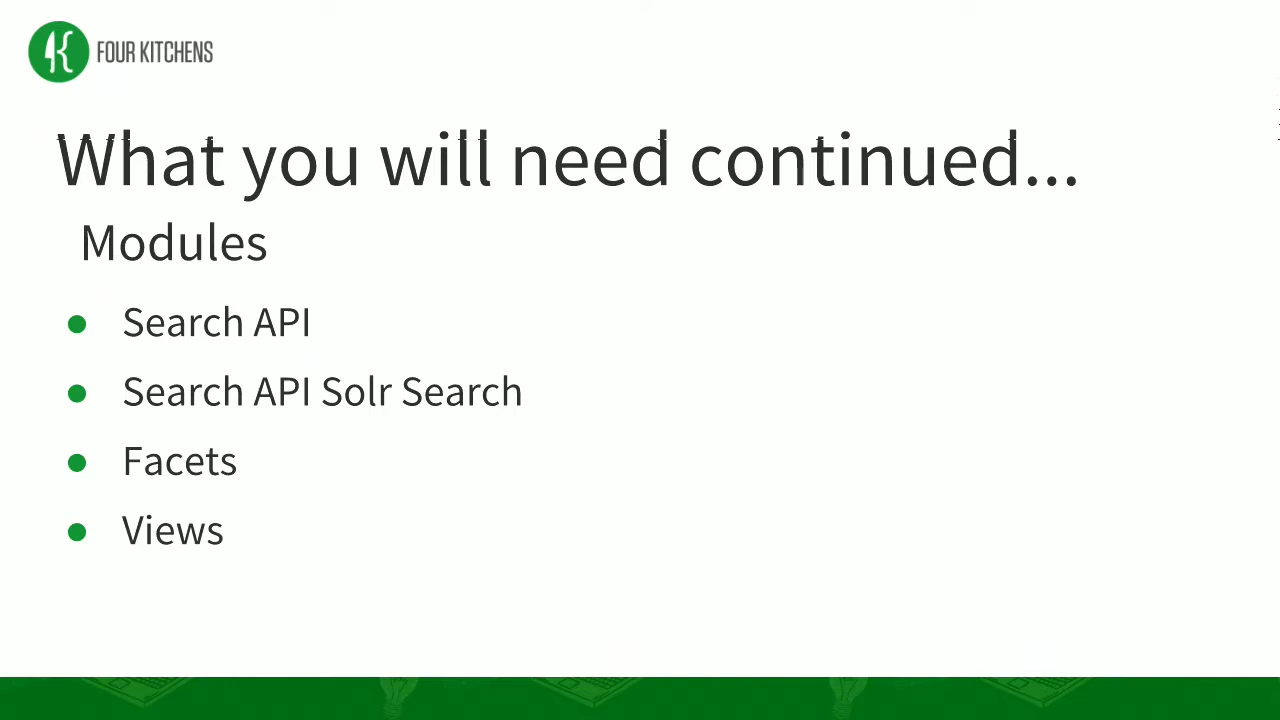 FOUR KITCHENS
What you will need continued...
Modules
● Search API
● Search API Solr Search
● Facets
● Views